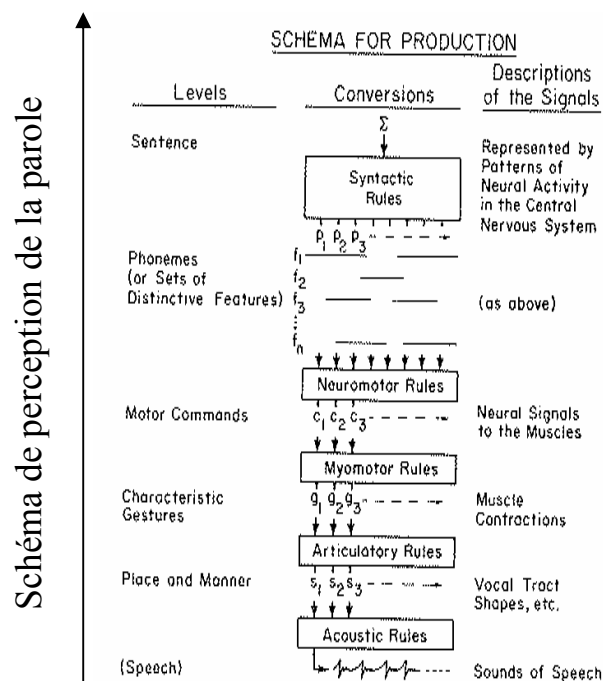 Schéma de perception de la parole
SCHEMA FOR PRODUCTION
Levels
Conversions
Descriptions
of the Signals
Σ
Sentence
Syntactic
Rules
Represented by
Patterns of
Neural Activity
in the Central
Nervous System
p1 p2 p3
Phonemes
(or Sets of
Distinctive Features)
f1
f2
f3
⋮
fn
(as above)
Neuromotor Rules
Motor Commands
c1 c2 c3
Neural Signals
to the Muscles
Myomotor Rules
Characteristic
Gestures
g1 g2 g3
Muscle
Contractions
Articulatory Rules
Place and Manner
s1 s2 s3
Vocal Tract
Shapes, etc.
Acoustic Rules
(Speech)
Sounds of Speech